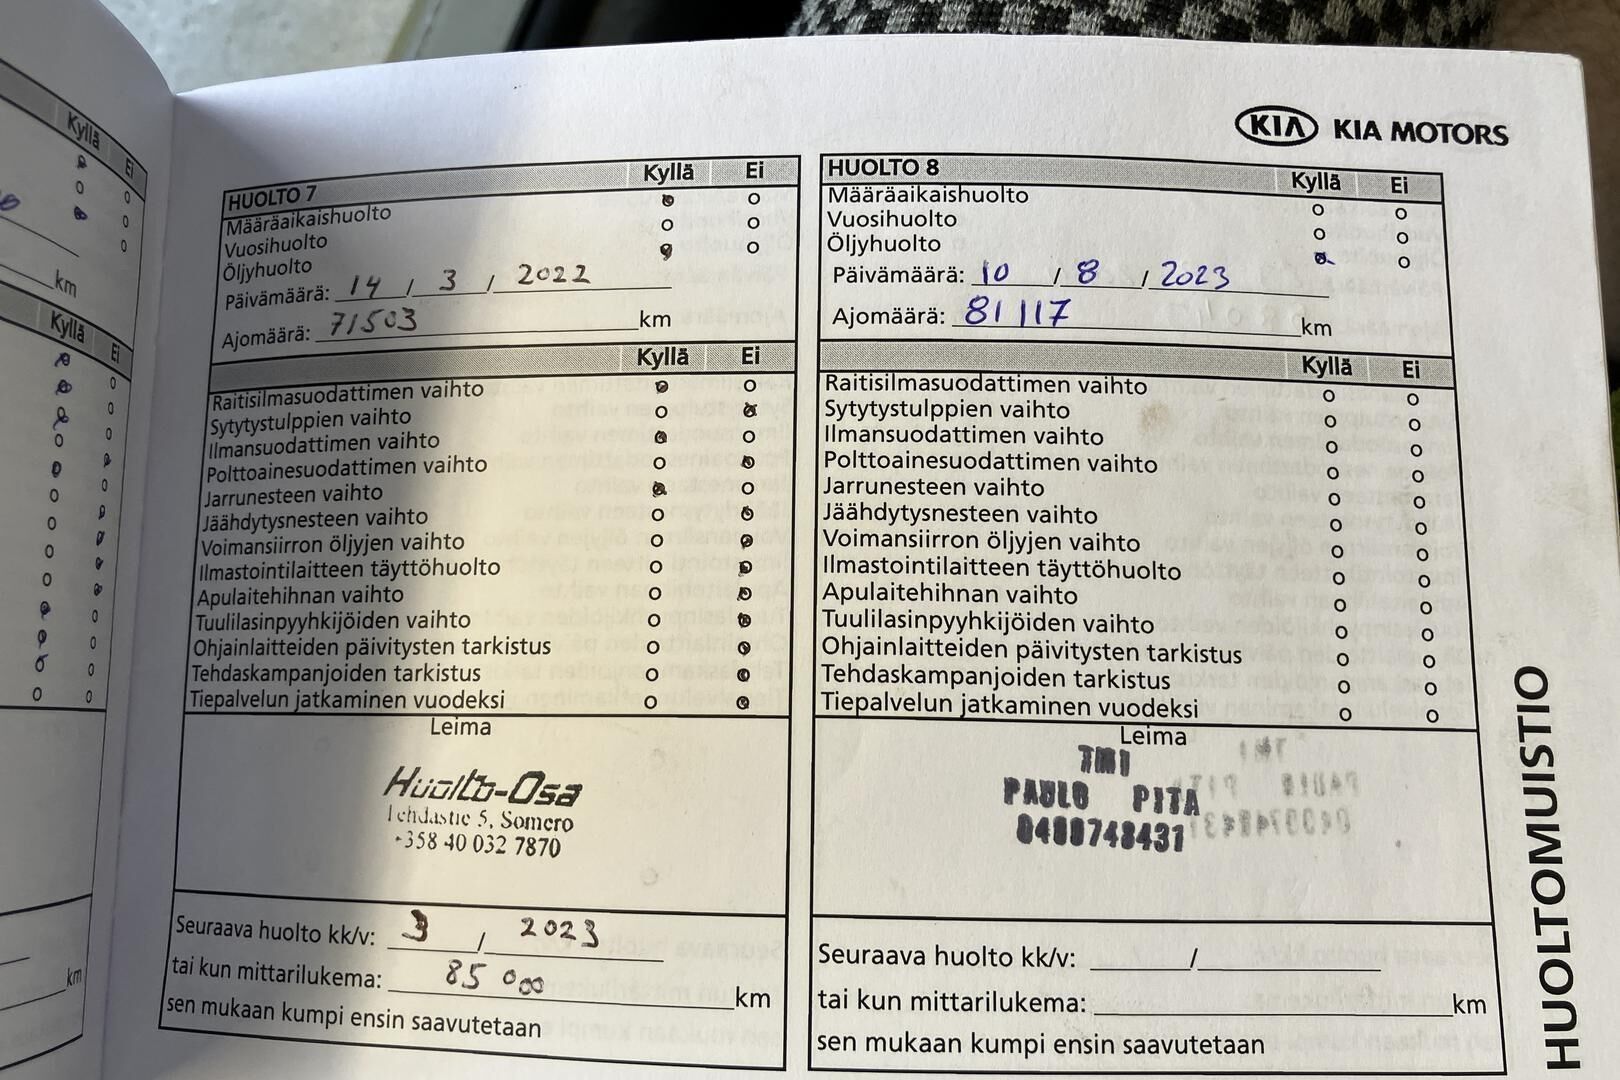 Kyllä
Ei
km
Kyllä
Ei
km
KIA KIA MOTORS
HUOLTO 7 Kyllä Ei
Määräaikaishuolto
Vuosihuolto
Öljyhuolto
Päivämäärä: 14 / 3 / 2022
Ajomäärä: 71503 km
Kyllä Ei
Raitisilmasuodattimen vaihto
Sytytystulppien vaihto
Ilmansuodattimen vaihto
Polttoainesuodattimen vaihto
Jarrunesteen vaihto
Jäähdytysnesteen vaihto
Voimansiirron öljyjen vaihto
Ilmastointilaitteen täyttöhuolto
Apulaitehihnan vaihto
Tuulilasinpyyhkijöiden vaihto
Ohjainlaitteiden päivitysten tarkistus
Tehdaskampanjoiden tarkistus
Tiepalvelun jatkaminen vuodeksi
Leima
Huolto-Osa
Tehdastie 5, Somero
+358 40 032 7870
Seuraava huolto kk/v: 3 / 2023
tai kun mittarilukema: 85 000 km
sen mukaan kumpi ensin saavutetaan
HUOLTO 8 Kyllä Ei
Määräaikaishuolto
Vuosihuolto
Öljyhuolto
Päivämäärä: 10 / 8 / 2023
Ajomäärä: 81 117 km
Kyllä Ei
Raitisilmasuodattimen vaihto
Sytytystulppien vaihto
Ilmansuodattimen vaihto
Polttoainesuodattimen vaihto
Jarrunesteen vaihto
Jäähdytysnesteen vaihto
Voimansiirron öljyjen vaihto
Ilmastointilaitteen täyttöhuolto
Apulaitehihnan vaihto
Tuulilasinpyyhkijöiden vaihto
Ohjainlaitteiden päivitysten tarkistus
Tehdaskampanjoiden tarkistus
Tiepalvelun jatkaminen vuodeksi
Leima
TMI
PAULO PITA
0400748431
Seuraava huolto kk/v: /
tai kun mittarilukema: km
sen mukaan kumpi ensin saavutetaan
HUOLTOMUISTIO